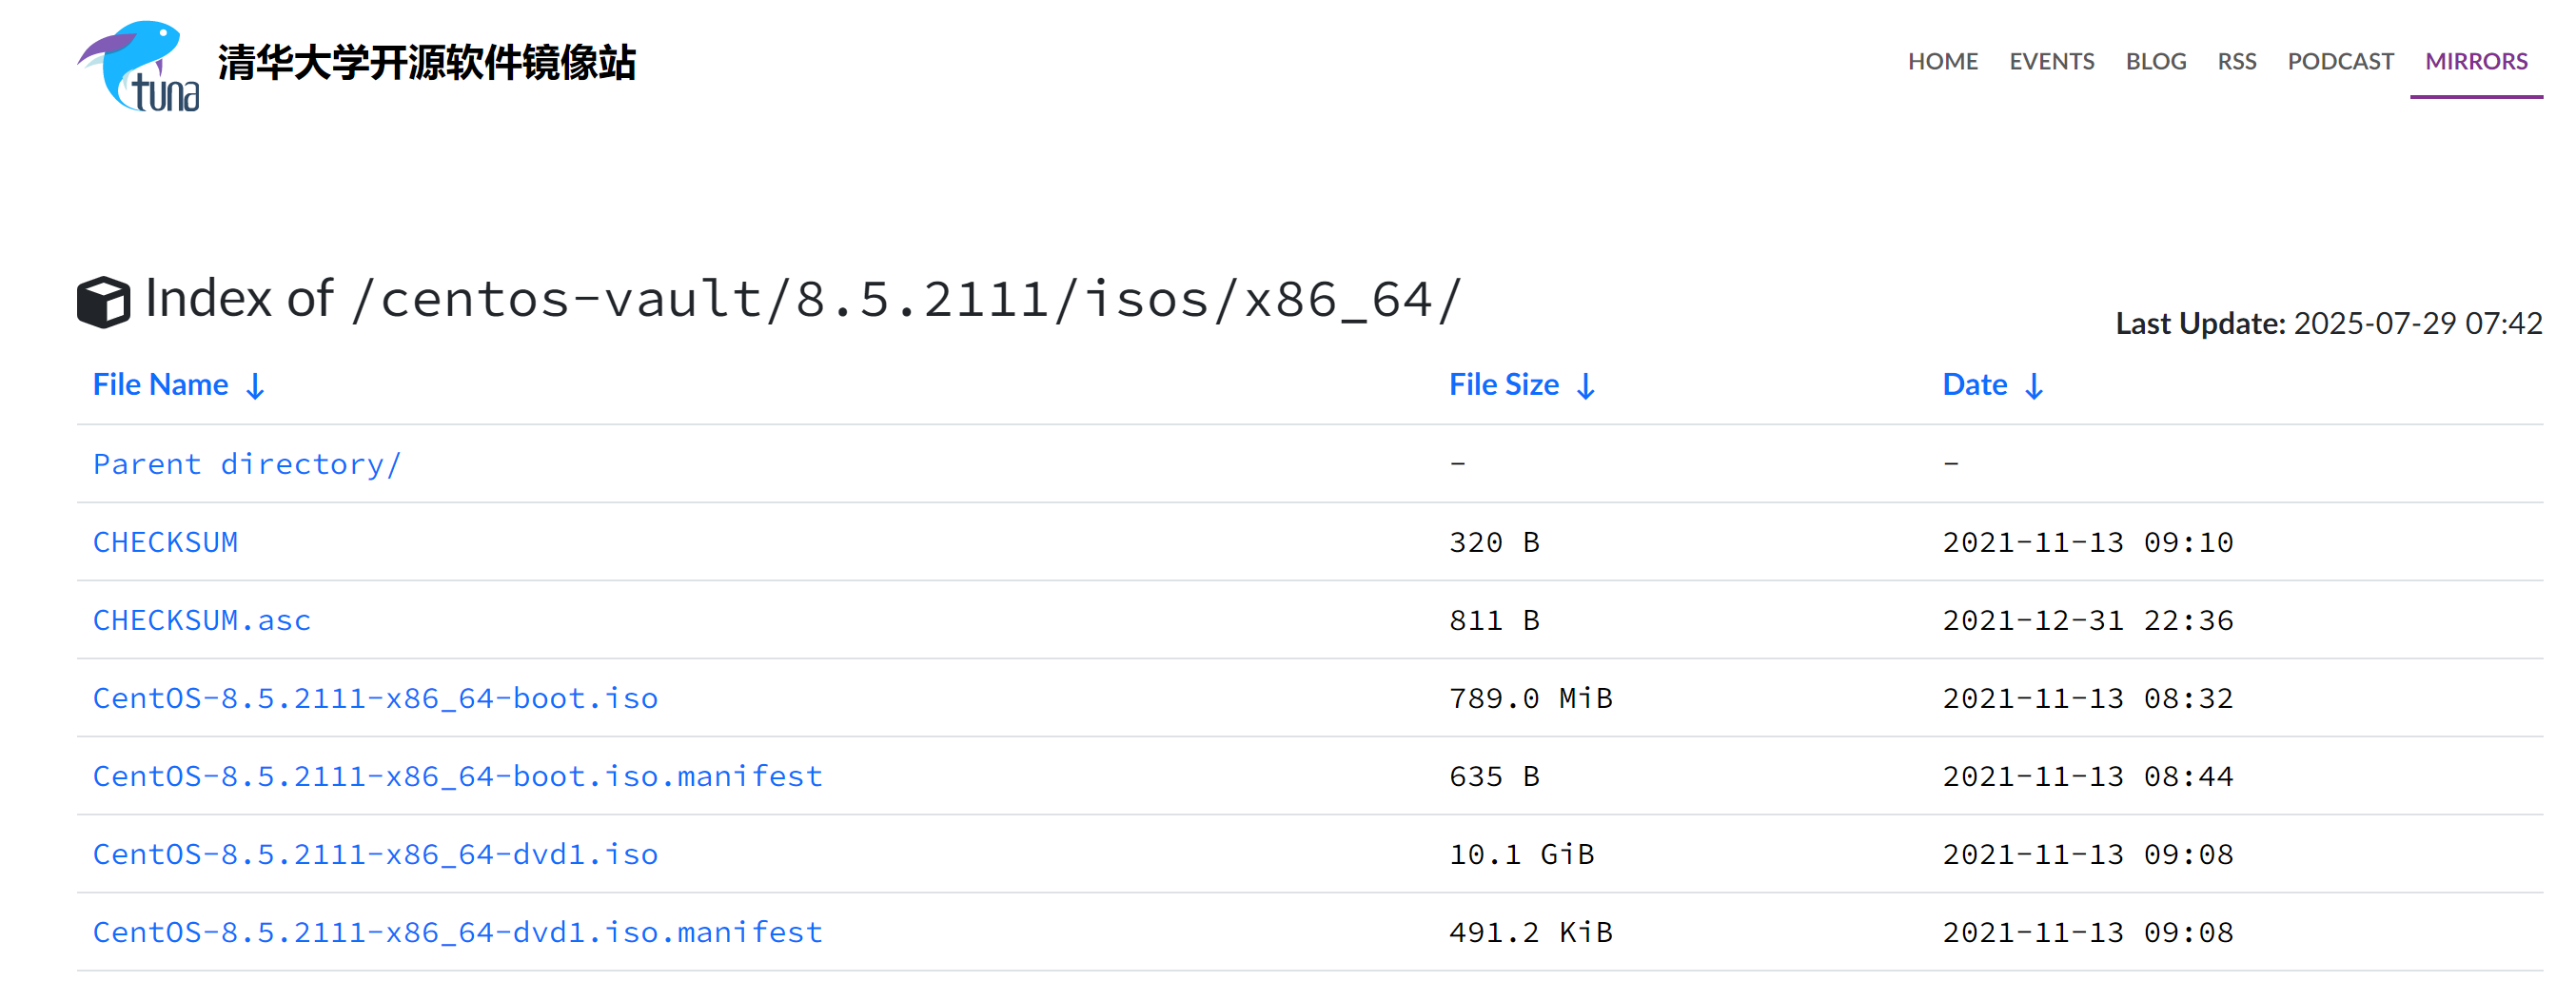 tuna 清华大学开源软件镜像站 HOME EVENTS BLOG RSS PODCAST MIRRORS
Index of /centos-vault/8.5.2111/isos/x86_64/
Last Update: 2025-07-29 07:42
File Name ↓ File Size ↓ Date ↓
Parent directory/ - -
CHECKSUM 320 B 2021-11-13 09:10
CHECKSUM.asc 811 B 2021-12-31 22:36
CentOS-8.5.2111-x86_64-boot.iso 789.0 MiB 2021-11-13 08:32
CentOS-8.5.2111-x86_64-boot.iso.manifest 635 B 2021-11-13 08:44
CentOS-8.5.2111-x86_64-dvd1.iso 10.1 GiB 2021-11-13 09:08
CentOS-8.5.2111-x86_64-dvd1.iso.manifest 491.2 KiB 2021-11-13 09:08